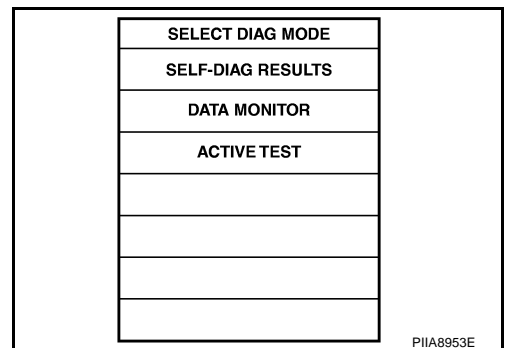 SELECT DIAG MODE
SELF-DIAG RESULTS
DATA MONITOR
ACTIVE TEST
PIIA8953E